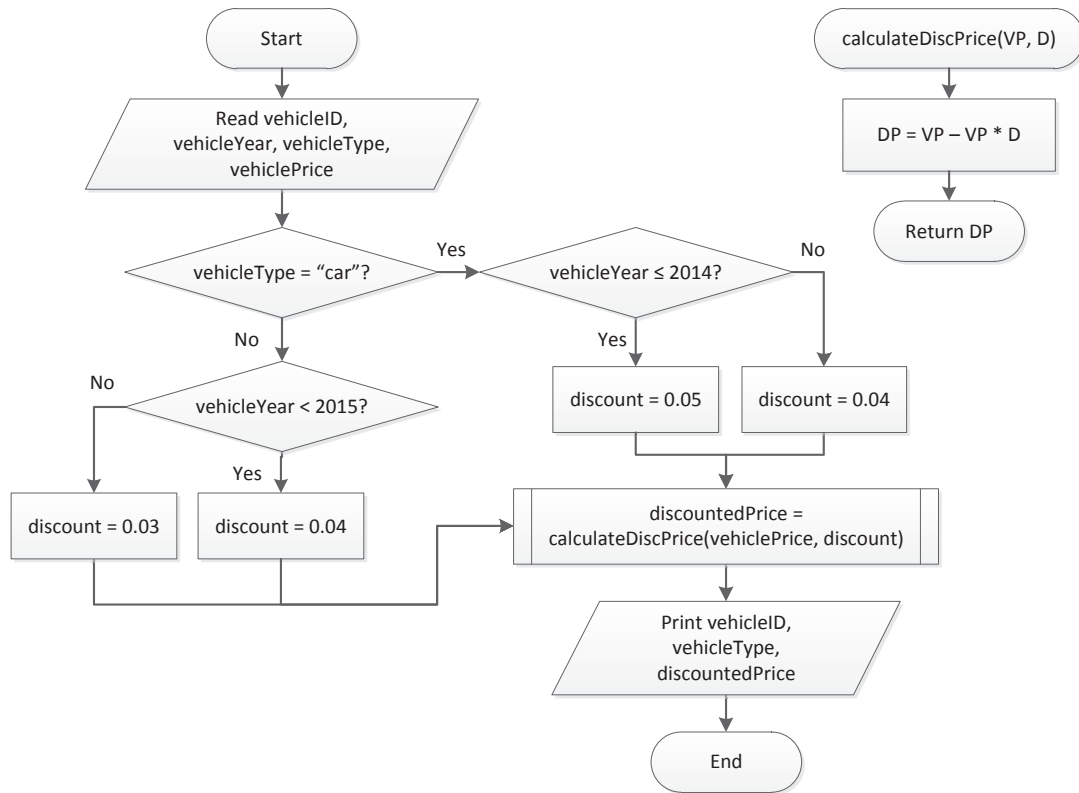 Start
Read vehicleID,
vehicleYear, vehicleType,
vehiclePrice
vehicleType = “car”?
Yes
No
vehicleYear ≤ 2014?
No
Yes
discount = 0.05
discount = 0.04
vehicleYear < 2015?
No
Yes
discount = 0.03
discount = 0.04
discountedPrice =
calculateDiscPrice(vehiclePrice, discount)
Print vehicleID,
vehicleType,
discountedPrice
End
calculateDiscPrice(VP, D)
DP = VP – VP * D
Return DP